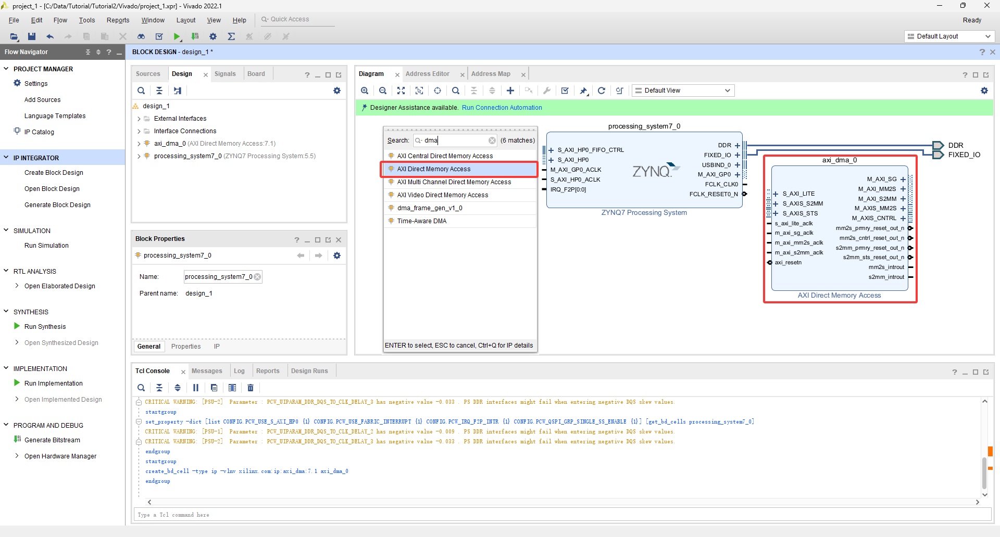 project_1 - [C:/Data/Tutorial/Tutorial2/Vivado/project_1.xpr] - Vivado 2022.1
File Edit Flow Tools Reports Window Layout View Help Quick Access Ready
Default Layout
Flow Navigator
PROJECT MANAGER
Settings
Add Sources
Language Templates
IP Catalog
IP INTEGRATOR
Create Block Design
Open Block Design
Generate Block Design
SIMULATION
Run Simulation
RTL ANALYSIS
Open Elaborated Design
SYNTHESIS
Run Synthesis
Open Synthesized Design
IMPLEMENTATION
Run Implementation
Open Implemented Design
PROGRAM AND DEBUG
Generate Bitstream
Open Hardware Manager
BLOCK DESIGN - design_1 *
Sources Design Signals Board
design_1
External Interfaces
Interface Connections
axi_dma_0 (AXI Direct Memory Access:7.1)
processing_system7_0 (ZYNQ7 Processing System:5.5)
Block Properties
processing_system7_0
Name: processing_system7_0
Parent name: design_1
General Properties IP
Diagram Address Editor Address Map
Default View
Designer Assistance available. Run Connection Automation
Search: dma (6 matches)
AXI Central Direct Memory Access
AXI Direct Memory Access
AXI Multi Channel Direct Memory Access
AXI Video Direct Memory Access
dma_frame_gen_v1_0
Time-Aware DMA
ENTER to select, ESC to cancel, Ctrl+Q for IP details
processing_system7_0
S_AXI_HP0_FIFO_CTRL
S_AXI_HP0
M_AXI_GP0_ACLK
S_AXI_HP0_ACLK
IRQ_F2P[0:0]
ZYNQ
DDR
FIXED_IO
USBIND_0
M_AXI_GP0
FCLK_CLK0
FCLK_RESET0_N
ZYNQ7 Processing System
DDR
FIXED_IO
axi_dma_0
S_AXI_LITE
S_AXIS_S2MM
S_AXIS_STS
s_axi_lite_aclk
m_axi_sg_aclk
m_axi_mm2s_aclk
m_axi_s2mm_aclk
axi_resetn
M_AXI_SG
M_AXI_MM2S
M_AXI_S2MM
M_AXIS_MM2S
M_AXIS_CNTRL
mm2s_prmry_reset_out_n
mm2s_cntrl_reset_out_n
s2mm_prmry_reset_out_n
s2mm_sts_reset_out_n
mm2s_introut
s2mm_introut
AXI Direct Memory Access
Tcl Console Messages Log Reports Design Runs
CRITICAL WARNING: [PSU-2] Parameter : PCW_UIPARAM_DDR_DQS_TO_CLK_DELAY_3 has negative value -0.033 . PS DDR interfaces might fail when entering negative DQS skew values.
startgroup
set_property -dict [list CONFIG.PCW_USE_S_AXI_HP0 {1} CONFIG.PCW_USE_FABRIC_INTERRUPT {1} CONFIG.PCW_IRQ_F2P_INTR {1} CONFIG.PCW_QSPI_GRP_SINGLE_SS_ENABLE {1}] [get_bd_cells processing_system7_0]
CRITICAL WARNING: [PSU-1] Parameter : PCW_UIPARAM_DDR_DQS_TO_CLK_DELAY_2 has negative value -0.009 . PS DDR interfaces might fail when entering negative DQS skew values.
CRITICAL WARNING: [PSU-2] Parameter : PCW_UIPARAM_DDR_DQS_TO_CLK_DELAY_3 has negative value -0.033 . PS DDR interfaces might fail when entering negative DQS skew values.
endgroup
startgroup
create_bd_cell -type ip -vlnv xilinx.com:ip:axi_dma:7.1 axi_dma_0
endgroup
Type a Tcl command here